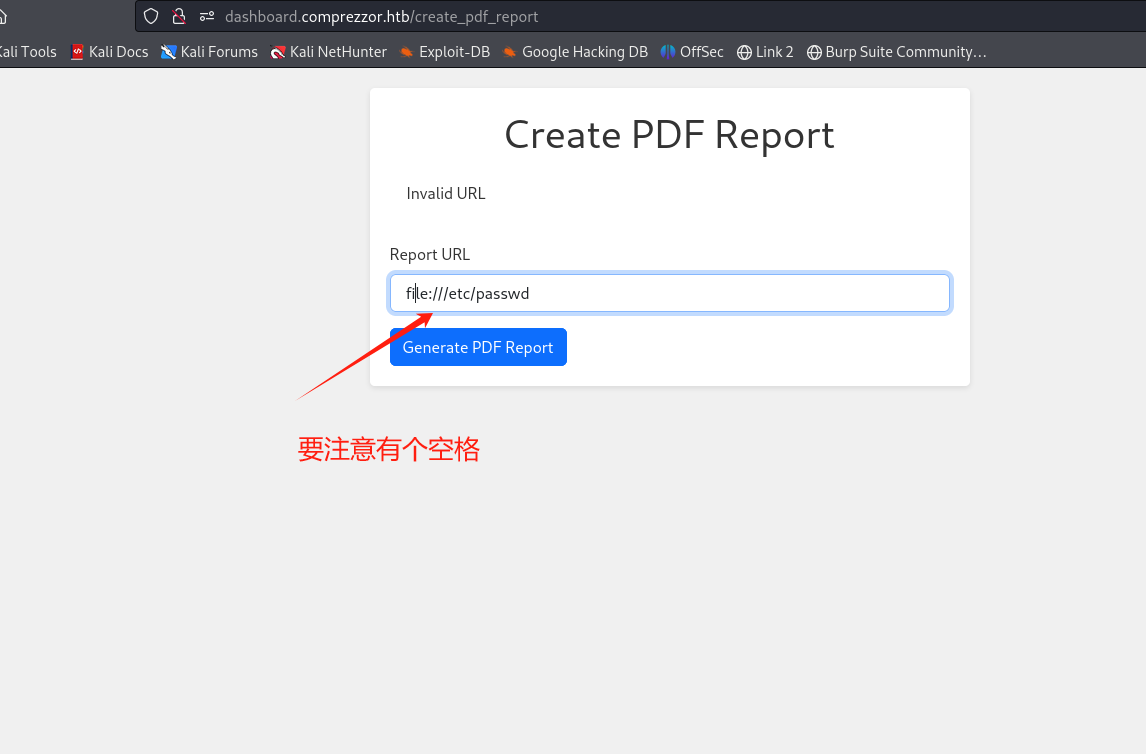 dashboard.comprezzor.htb/create_pdf_report
Kali Tools Kali Docs Kali Forums Kali NetHunter Exploit-DB Google Hacking DB OffSec Link 2 Burp Suite Community…
Create PDF Report
Invalid URL
Report URL
file:///etc/passwd
Generate PDF Report
要注意有个空格